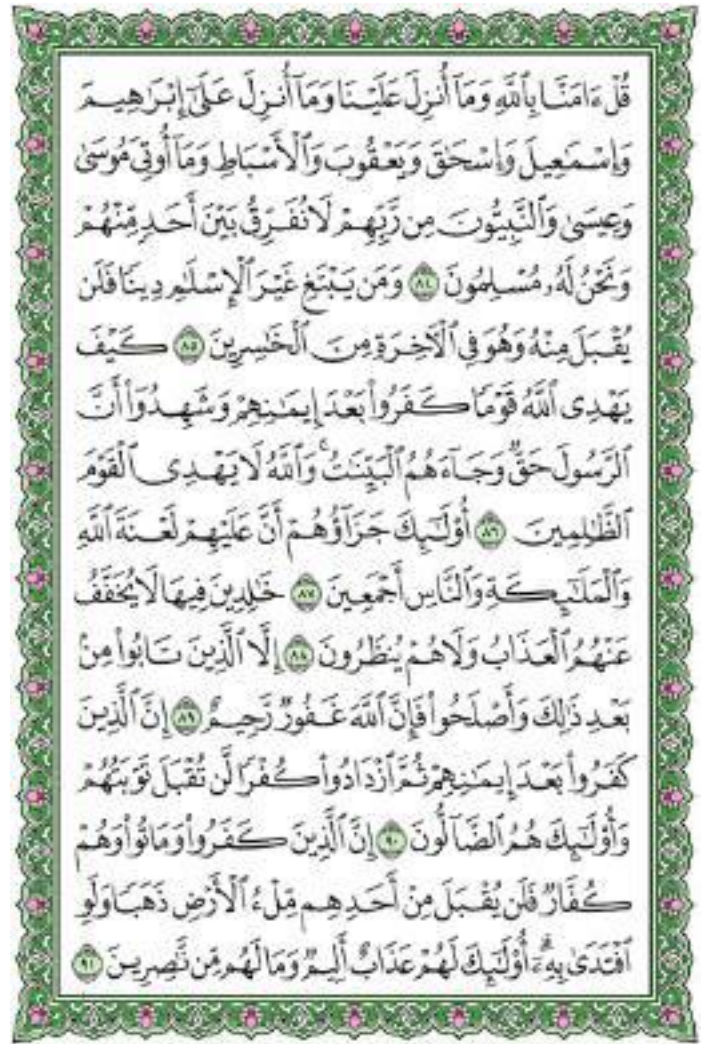 قُلْ ءَامَنَّا بِٱللَّهِ وَمَآ أُنزِلَ عَلَيْنَا وَمَآ أُنزِلَ عَلَىٰٓ إِبْرَٰهِيمَ
وَإِسْمَٰعِيلَ وَإِسْحَٰقَ وَيَعْقُوبَ وَٱلْأَسْبَاطِ وَمَآ أُوتِىَ مُوسَىٰ
وَعِيسَىٰ وَٱلنَّبِيُّونَ مِن رَّبِّهِمْ لَا نُفَرِّقُ بَيْنَ أَحَدٍ مِّنْهُمْ
وَنَحْنُ لَهُۥ مُسْلِمُونَ ٨٤ وَمَن يَبْتَغِ غَيْرَ ٱلْإِسْلَٰمِ دِينًا فَلَن
يُقْبَلَ مِنْهُ وَهُوَ فِى ٱلْءَاخِرَةِ مِنَ ٱلْخَٰسِرِينَ ٨٥ كَيْفَ
يَهْدِى ٱللَّهُ قَوْمًا كَفَرُوا۟ بَعْدَ إِيمَٰنِهِمْ وَشَهِدُوٓا۟ أَنَّ
ٱلرَّسُولَ حَقٌّ وَجَآءَهُمُ ٱلْبَيِّنَٰتُ ۚ وَٱللَّهُ لَا يَهْدِى ٱلْقَوْمَ
ٱلظَّٰلِمِينَ ٨٦ أُو۟لَٰٓئِكَ جَزَآؤُهُمْ أَنَّ عَلَيْهِمْ لَعْنَةَ ٱللَّهِ
وَٱلْمَلَٰٓئِكَةِ وَٱلنَّاسِ أَجْمَعِينَ ٨٧ خَٰلِدِينَ فِيهَا لَا يُخَفَّفُ
عَنْهُمُ ٱلْعَذَابُ وَلَا هُمْ يُنظَرُونَ ٨٨ إِلَّا ٱلَّذِينَ تَابُوا۟ مِنۢ
بَعْدِ ذَٰلِكَ وَأَصْلَحُوا۟ فَإِنَّ ٱللَّهَ غَفُورٌ رَّحِيمٌ ٨٩ إِنَّ ٱلَّذِينَ
كَفَرُوا۟ بَعْدَ إِيمَٰنِهِمْ ثُمَّ ٱزْدَادُوا۟ كُفْرًا لَّن تُقْبَلَ تَوْبَتُهُمْ
وَأُو۟لَٰٓئِكَ هُمُ ٱلضَّآلُّونَ ٩٠ إِنَّ ٱلَّذِينَ كَفَرُوا۟ وَمَاتُوا۟ وَهُمْ
كُفَّارٌ فَلَن يُقْبَلَ مِنْ أَحَدِهِم مِّلْءُ ٱلْأَرْضِ ذَهَبًا وَلَوِ
ٱفْتَدَىٰ بِهِۦٓ ۗ أُو۟لَٰٓئِكَ لَهُمْ عَذَابٌ أَلِيمٌ وَمَا لَهُم مِّن نَّٰصِرِينَ ٩١